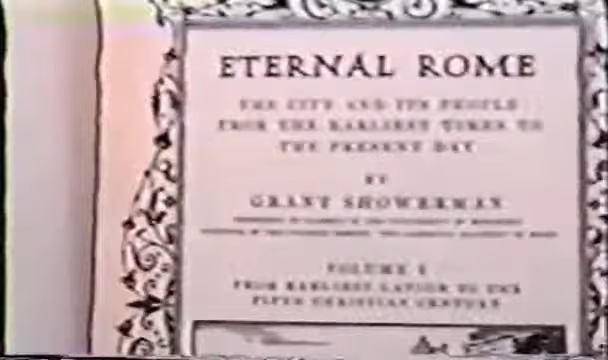 ETERNAL ROME
THE CITY AND ITS PEOPLE
FROM THE EARLIEST TIMES TO
THE PRESENT DAY
BY
GRANT SHOWERMAN
VOLUME I
FROM EARLIEST LATIUM TO THE
FIFTH CHRISTIAN CENTURY